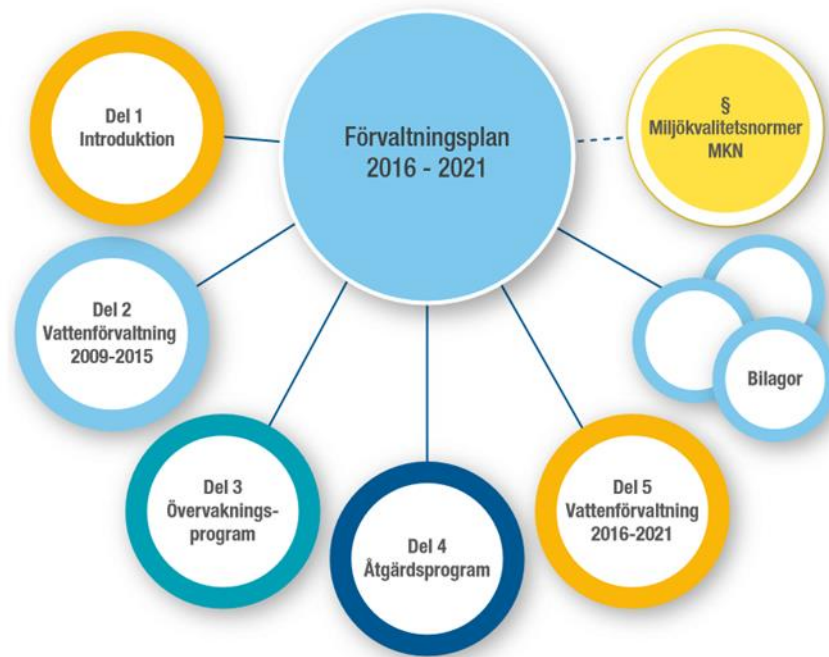 Förvaltningsplan
2016 - 2021
Del 1
Introduktion
Del 2
Vattenförvaltning
2009-2015
Del 3
Övervaknings-
program
Del 4
Åtgärdsprogram
Del 5
Vattenförvaltning
2016-2021
Bilagor
§
Miljökvalitetsnormer
MKN